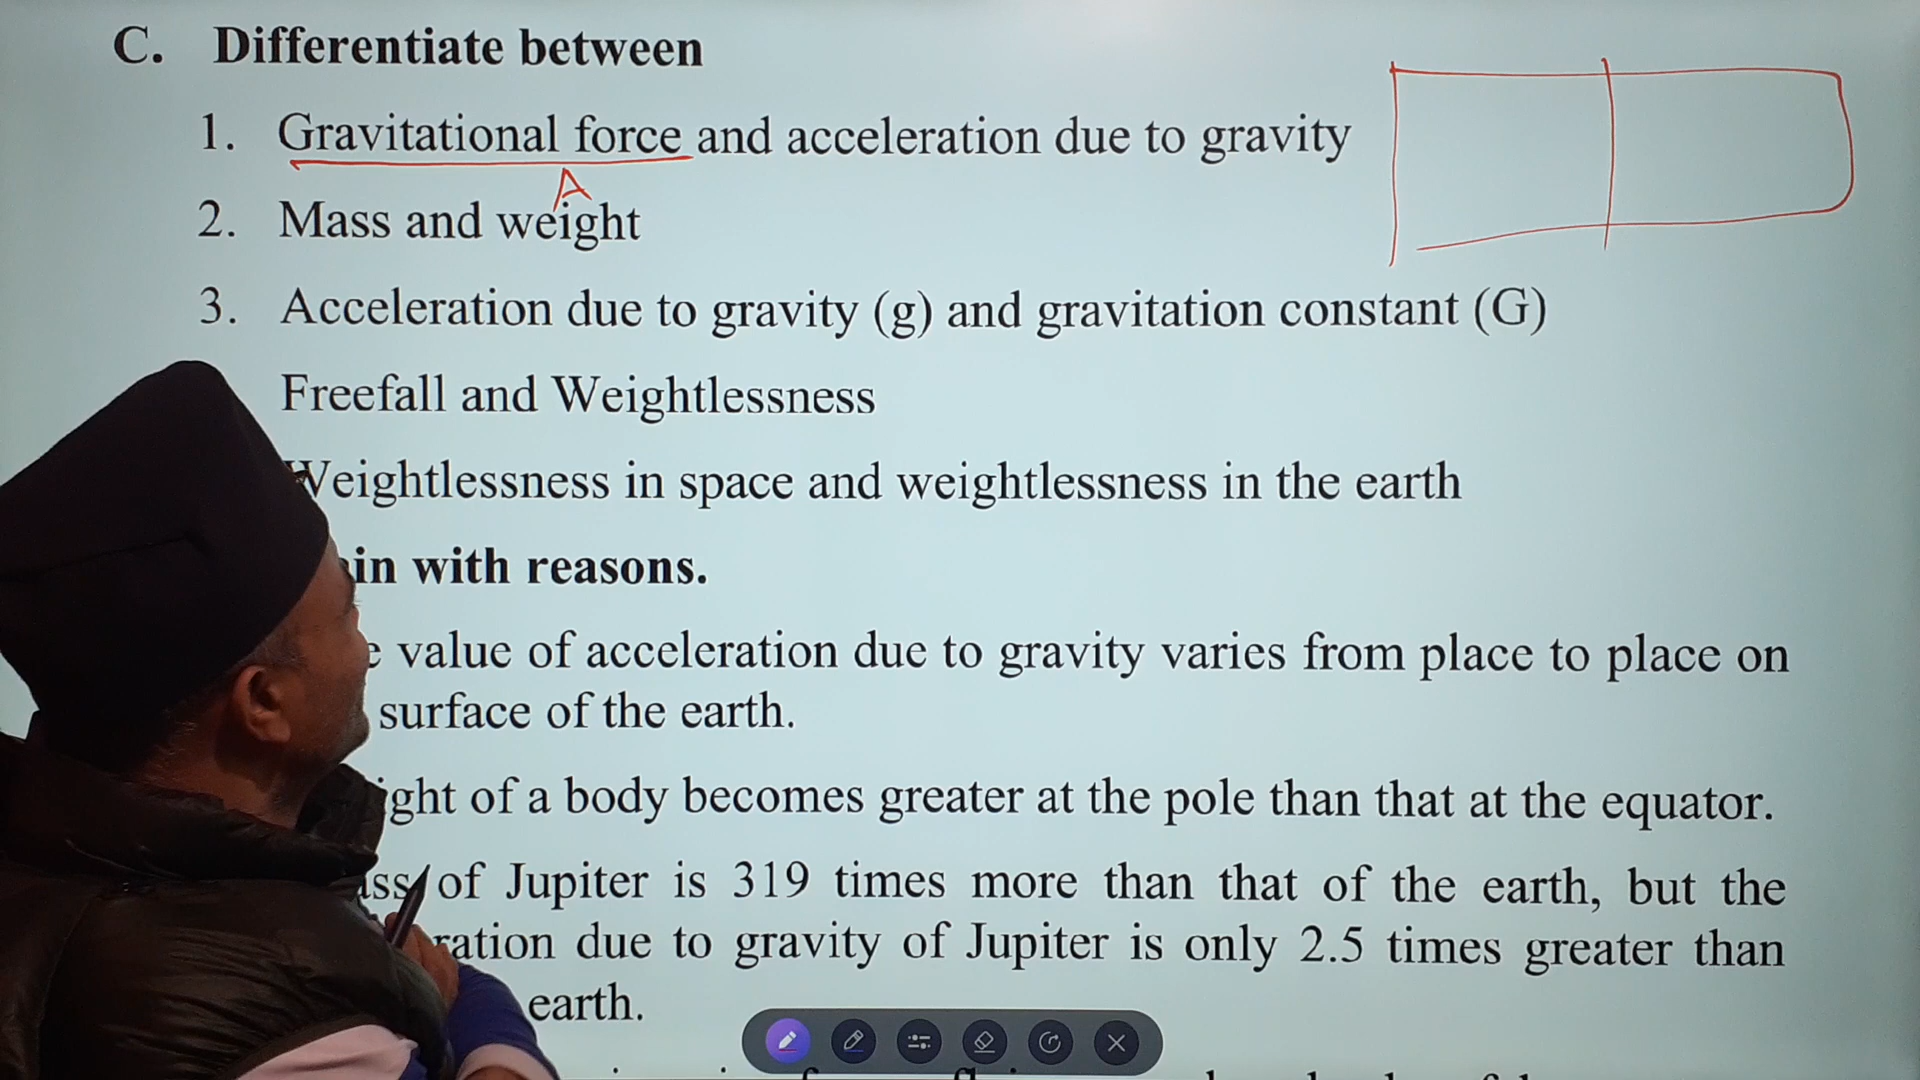 C. Differentiate between
1. Gravitational force and acceleration due to gravity
A
2. Mass and weight
3. Acceleration due to gravity (g) and gravitation constant (G)
Freefall and Weightlessness
Weightlessness in space and weightlessness in the earth
in with reasons.
value of acceleration due to gravity varies from place to place on
surface of the earth.
ght of a body becomes greater at the pole than that at the equator.
ss of Jupiter is 319 times more than that of the earth, but the
ration due to gravity of Jupiter is only 2.5 times greater than
earth.